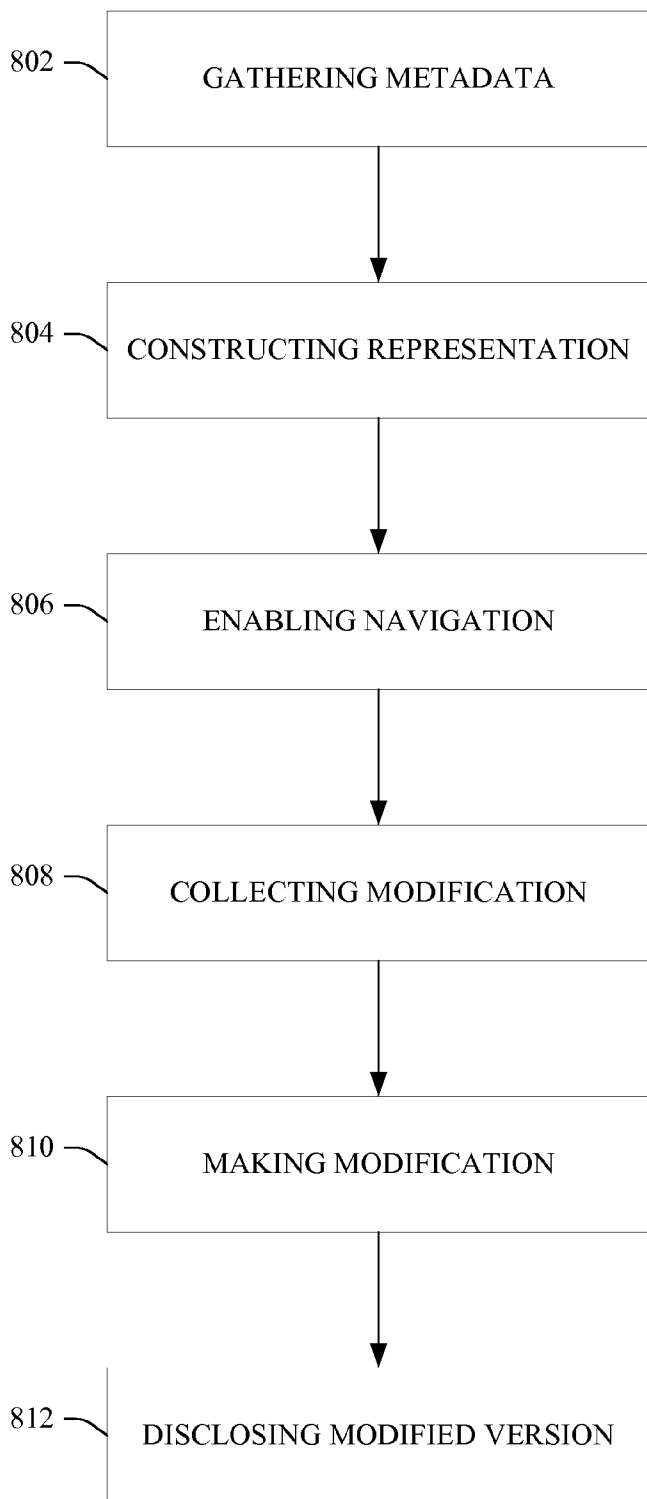 802
GATHERING METADATA
804
CONSTRUCTING REPRESENTATION
806
ENABLING NAVIGATION
808
COLLECTING MODIFICATION
810
MAKING MODIFICATION
812
DISCLOSING MODIFIED VERSION